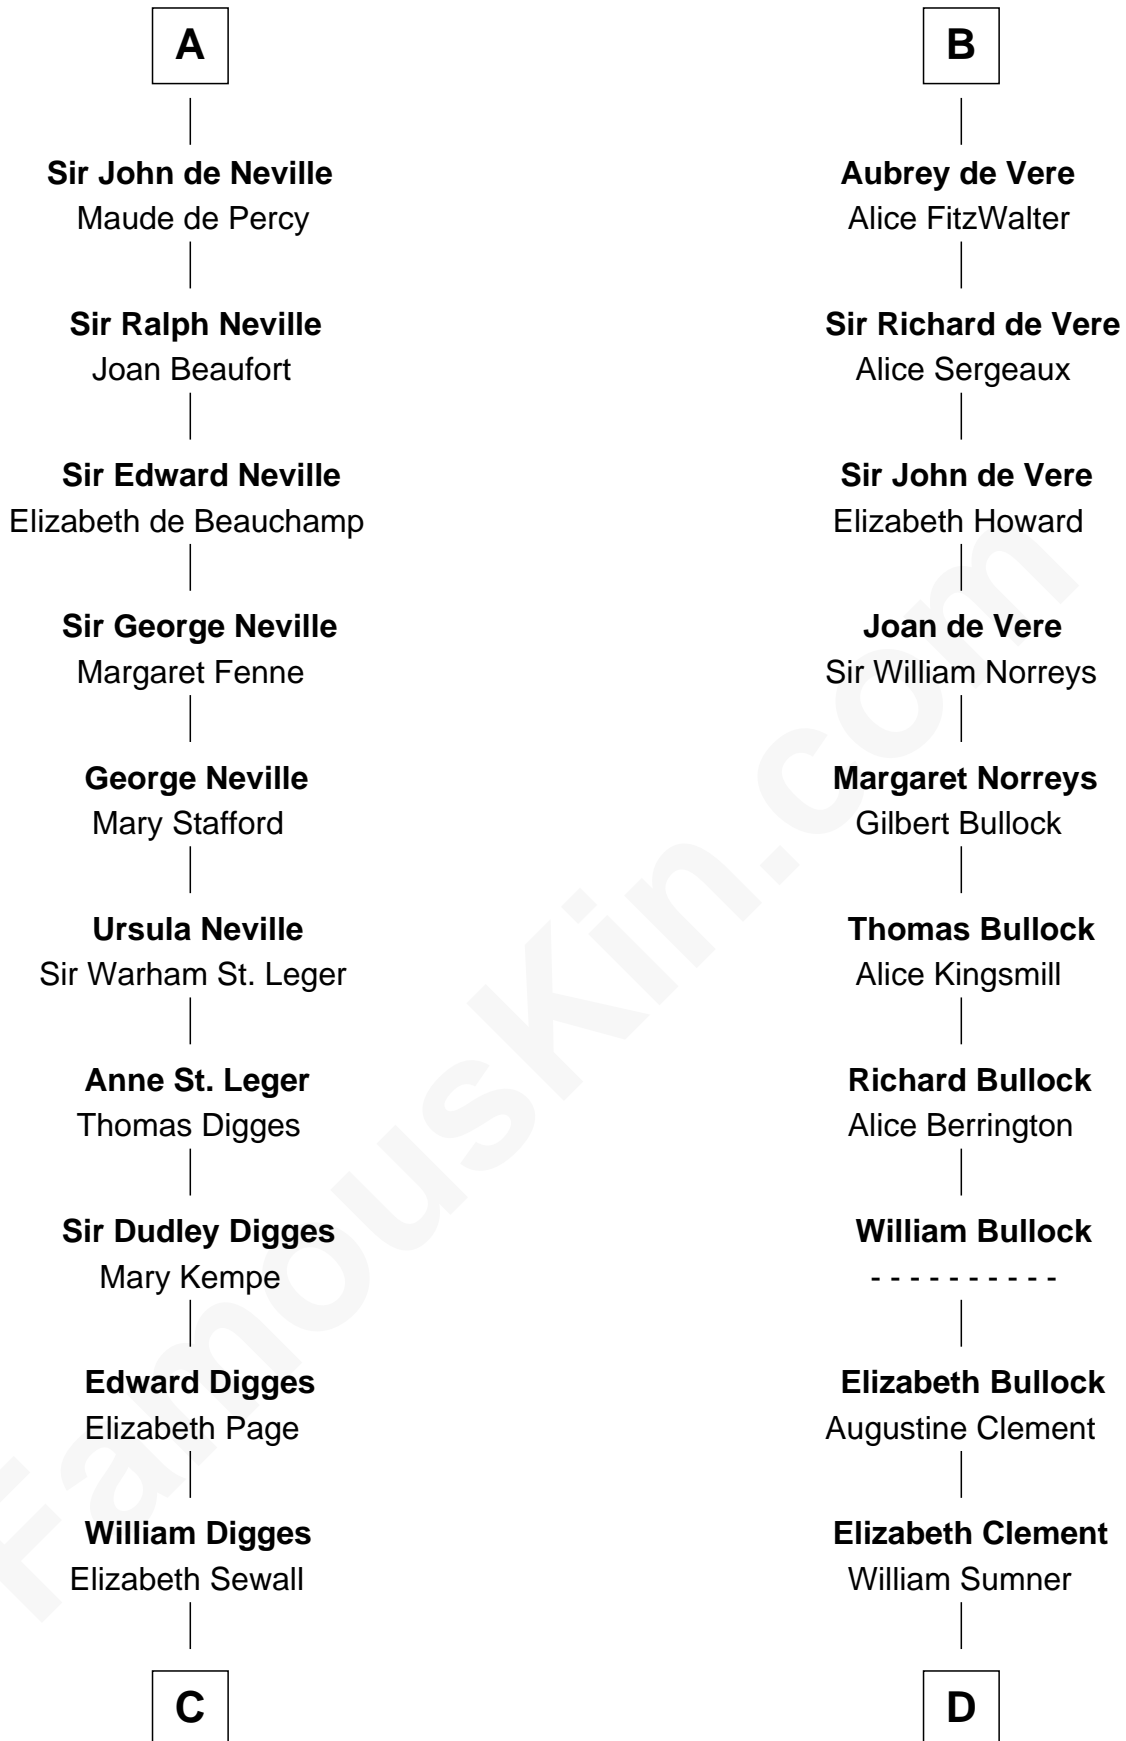 A
Sir John de Neville
Maude de Percy
Sir Ralph Neville
Joan Beaufort
Sir Edward Neville
Elizabeth de Beauchamp
Sir George Neville
Margaret Fenne
George Neville
Mary Stafford
Ursula Neville
Sir Warham St. Leger
Anne St. Leger
Thomas Digges
Sir Dudley Digges
Mary Kempe
Edward Digges
Elizabeth Page
William Digges
Elizabeth Sewall
C
B
Aubrey de Vere
Alice FitzWalter
Sir Richard de Vere
Alice Sergeaux
Sir John de Vere
Elizabeth Howard
Joan de Vere
Sir William Norreys
Margaret Norreys
Gilbert Bullock
Thomas Bullock
Alice Kingsmill
Richard Bullock
Alice Berrington
William Bullock
- - - - - - - - - -
Elizabeth Bullock
Augustine Clement
Elizabeth Clement
William Sumner
D
FamousKin.com